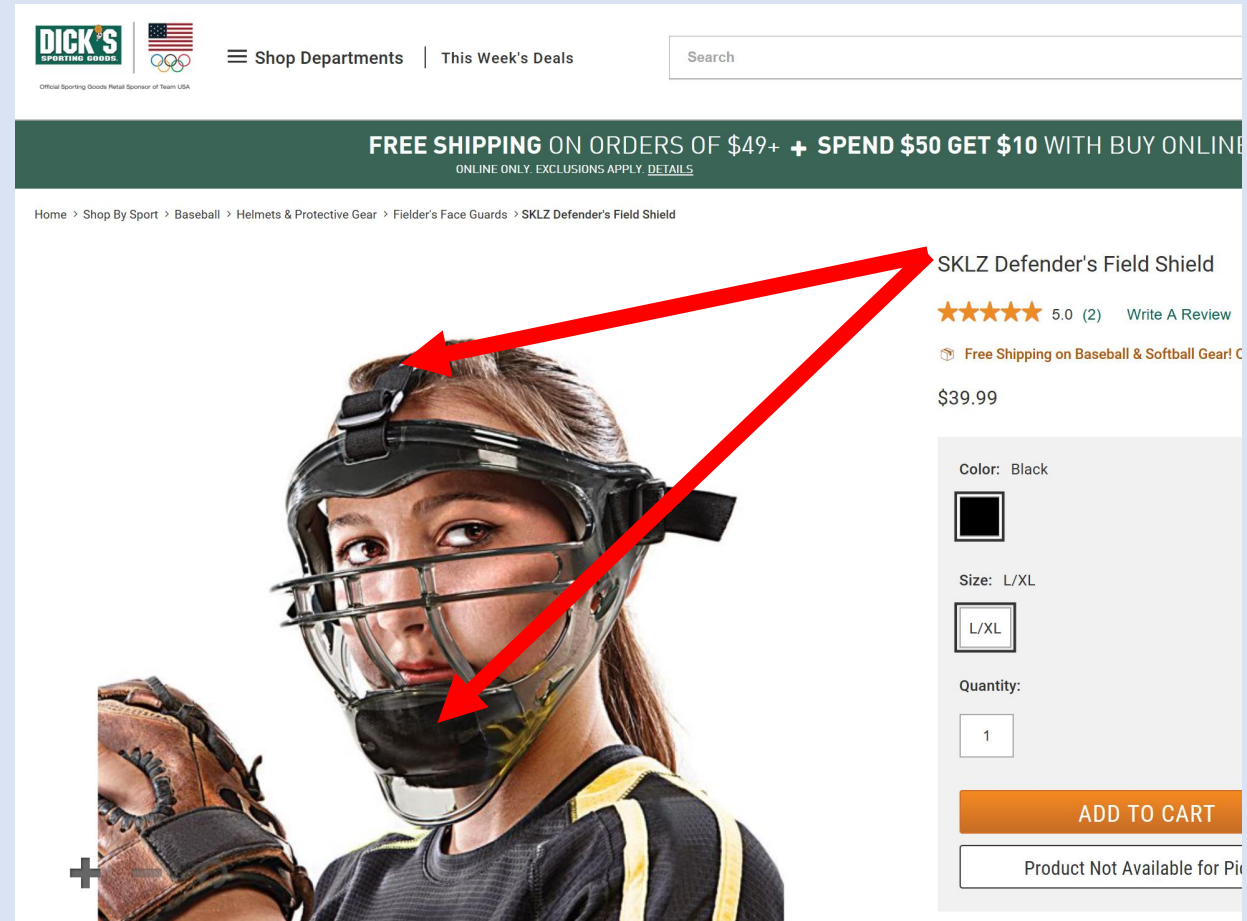 DICK'S
SPORTING GOODS.
Official Sporting Goods Retail Sponsor of Team USA
Shop Departments
This Week's Deals
Search
FREE SHIPPING ON ORDERS OF $49+ + SPEND $50 GET $10 WITH BUY ONLINE
ONLINE ONLY. EXCLUSIONS APPLY. DETAILS
Home > Shop By Sport > Baseball > Helmets & Protective Gear > Fielder's Face Guards > SKLZ Defender's Field Shield
SKLZ Defender's Field Shield
5.0 (2) Write A Review
Free Shipping on Baseball & Softball Gear!
$39.99
Color: Black
Size: L/XL
L/XL
Quantity:
1
ADD TO CART
Product Not Available for